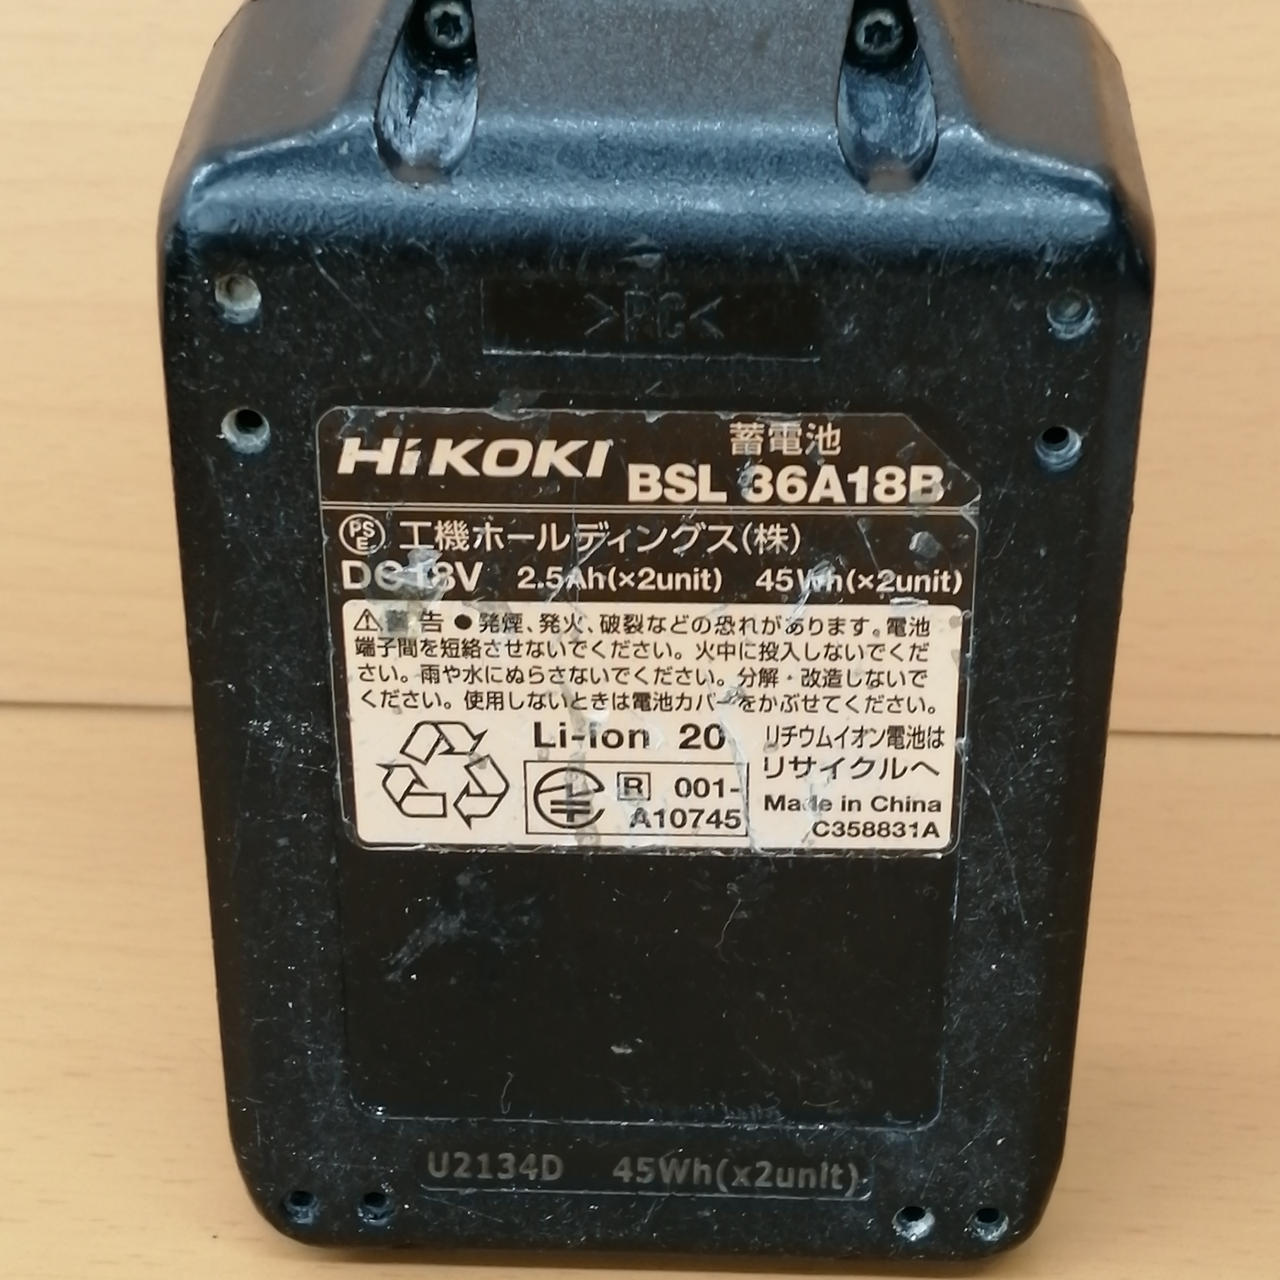 >PC<
HiKOKI
蓄電池
BSL 36A18B
PSE 工機ホールディングス(株)
DC18V 2.5Ah(×2unit) 45Wh(×2unit)
⚠警告 ●発煙、発火、破裂などの恐れがあります。電池
端子間を短絡させないでください。火中に投入しないでくだ
さい。雨や水にぬらさないでください。分解・改造しないで
ください。使用しないときは電池カバーをかぶせてください。
Li-ion 20
R 001-
A10745
リチウムイオン電池は
リサイクルへ
Made in China
C358831A
U2134D 45Wh(x2unit)